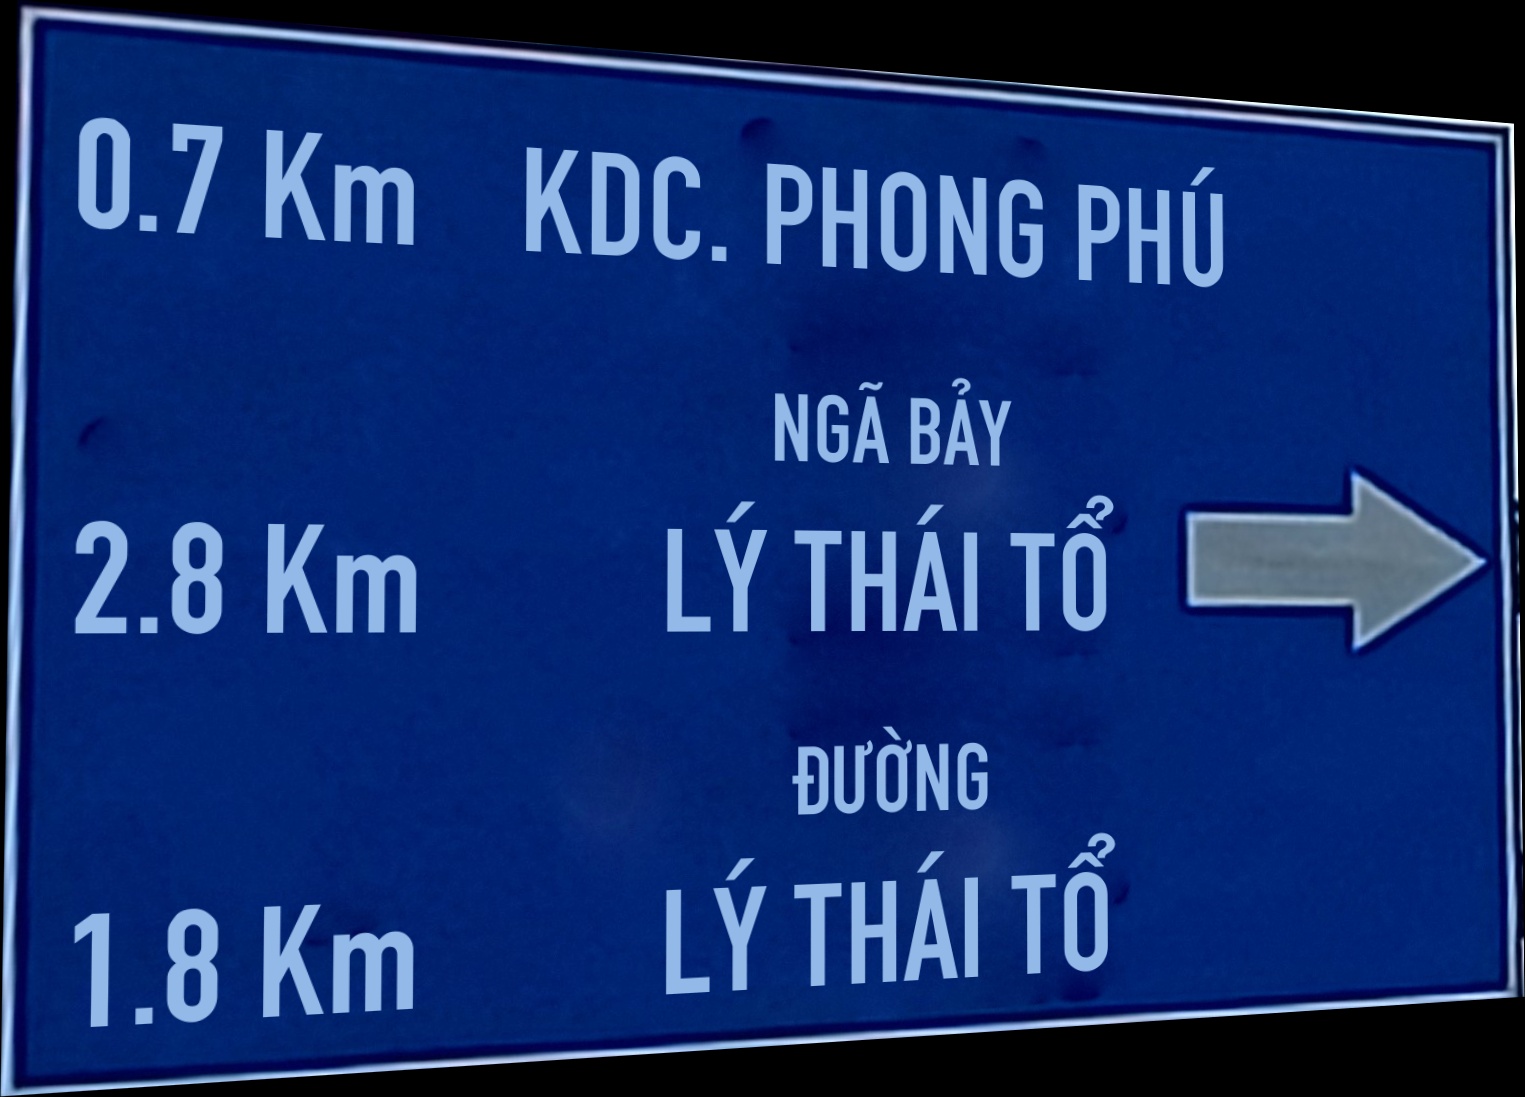 0.7 Km KDC. PHONG PHÚ
NGÃ BẢY
2.8 Km LÝ THÁI TỔ
ĐƯỜNG
1.8 Km LÝ THÁI TỔ